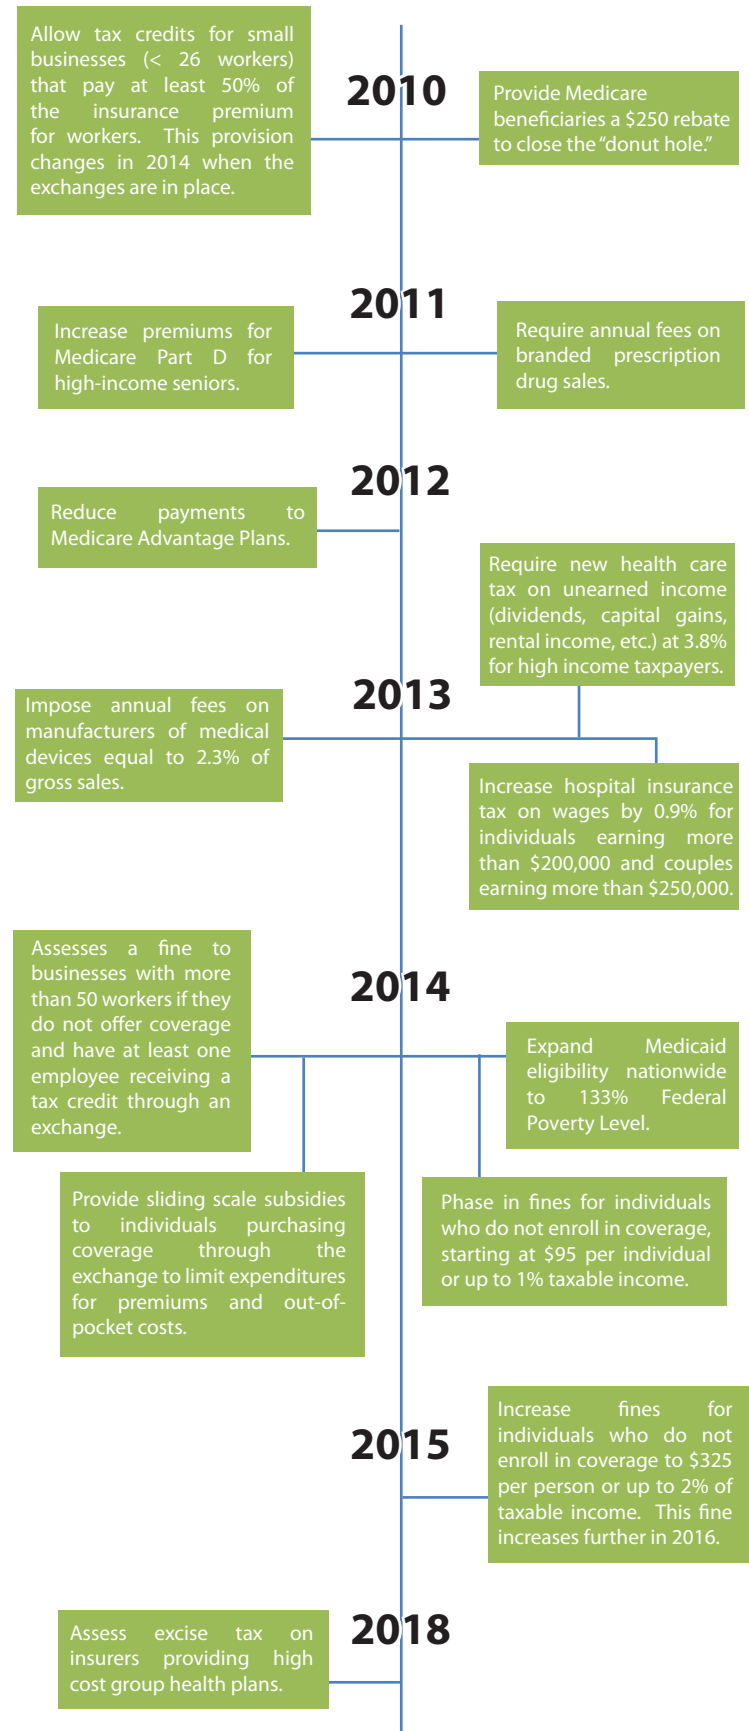 Allow tax credits for small
businesses (< 26 workers)
that pay at least 50% of
the insurance premium
for workers. This provision
changes in 2014 when the
exchanges are in place.
2010
Provide Medicare
beneficiaries a $250 rebate
to close the “donut hole.”
2011
Increase premiums for
Medicare Part D for
high-income seniors.
Require annual fees on
branded prescription
drug sales.
2012
Reduce payments to
Medicare Advantage Plans.
Require new health care
tax on unearned income
(dividends, capital gains,
rental income, etc.) at 3.8%
for high income taxpayers.
2013
Impose annual fees on
manufacturers of medical
devices equal to 2.3% of
gross sales.
Increase hospital insurance
tax on wages by 0.9% for
individuals earning more
than $200,000 and couples
earning more than $250,000.
2014
Assesses a fine to
businesses with more
than 50 workers if they
do not offer coverage
and have at least one
employee receiving a
tax credit through an
exchange.
Expand Medicaid
eligibility nationwide
to 133% Federal
Poverty Level.
Provide sliding scale subsidies
to individuals purchasing
coverage through the
exchange to limit expenditures
for premiums and out-of-
pocket costs.
Phase in fines for individuals
who do not enroll in coverage,
starting at $95 per individual
or up to 1% taxable income.
2015
Increase fines for
individuals who do not
enroll in coverage to $325
per person or up to 2% of
taxable income. This fine
increases further in 2016.
2018
Assess excise tax on
insurers providing high
cost group health plans.